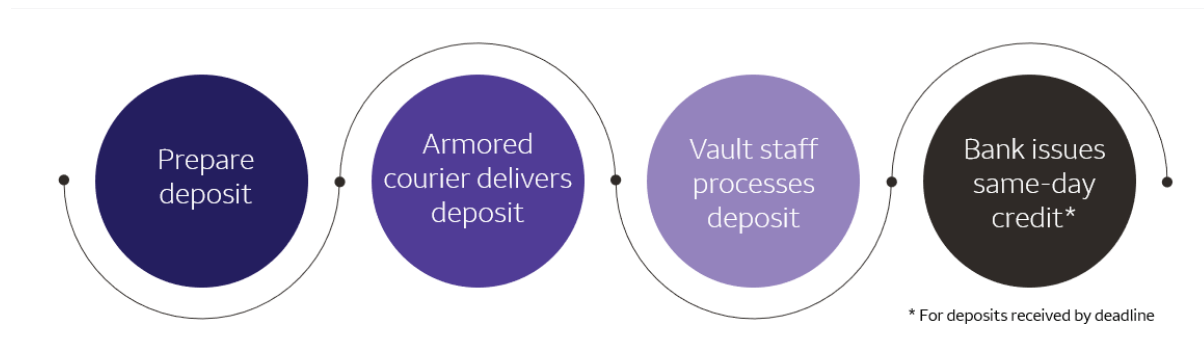 Prepare
deposit
Armored
courier delivers
deposit
Vault staff
processes
deposit
Bank issues
same-day
credit*
* For deposits received by deadline